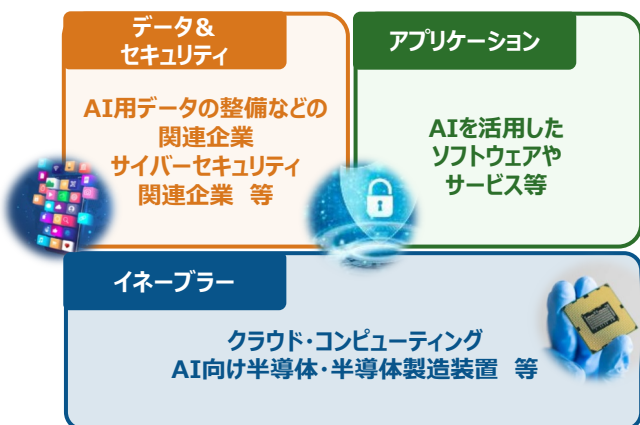 データ&
セキュリティ
AI用データの整備などの
関連企業
サイバーセキュリティ
関連企業 等
アプリケーション
AIを活用した
ソフトウェアや
サービス等
イネーブラー
クラウド・コンピューティング
AI向け半導体・半導体製造装置 等